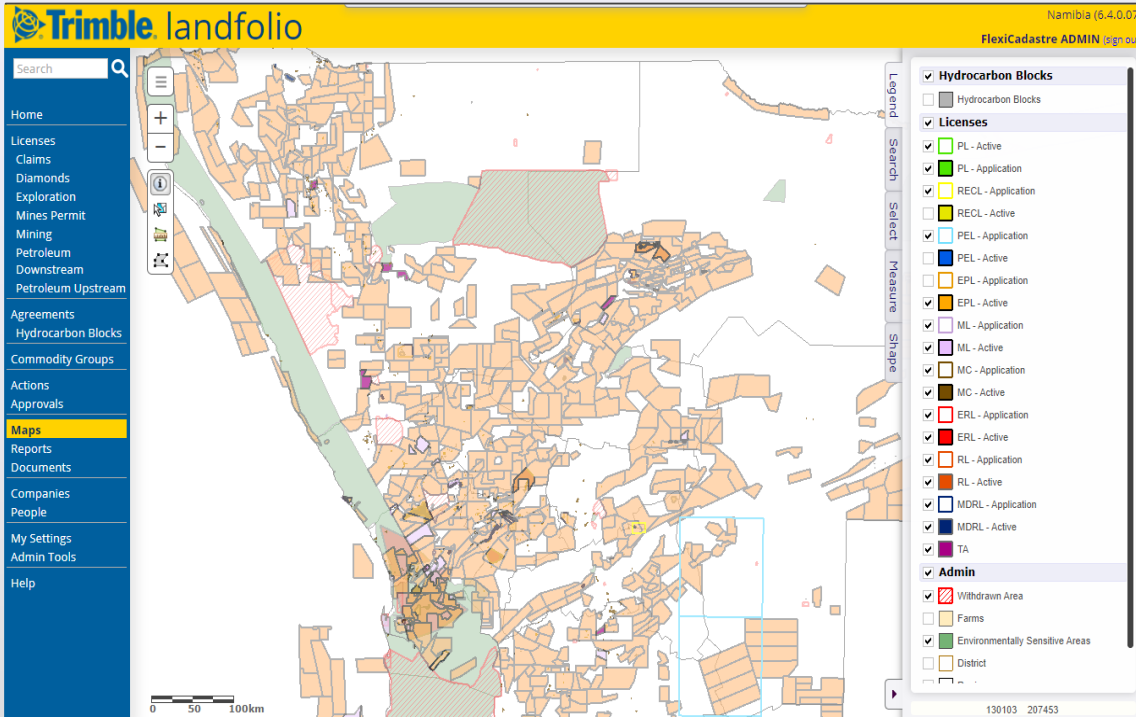 Trimble. landfolio
Namibia (6.4.0.07
FlexiCadastre ADMIN (sign ou
Search
Home
Licenses
Claims
Diamonds
Exploration
Mines Permit
Mining
Petroleum
Downstream
Petroleum Upstream
Agreements
Hydrocarbon Blocks
Commodity Groups
Actions
Approvals
Maps
Reports
Documents
Companies
People
My Settings
Admin Tools
Help
0 50 100km
Legend
Search
Select
Measure
Shape
Hydrocarbon Blocks
Hydrocarbon Blocks
Licenses
PL - Active
PL - Application
RECL - Application
RECL - Active
PEL - Application
PEL - Active
EPL - Application
EPL - Active
ML - Application
ML - Active
MC - Application
MC - Active
ERL - Application
ERL - Active
RL - Application
RL - Active
MDRL - Application
MDRL - Active
TA
Admin
Withdrawn Area
Farms
Environmentally Sensitive Areas
District
130103 207453